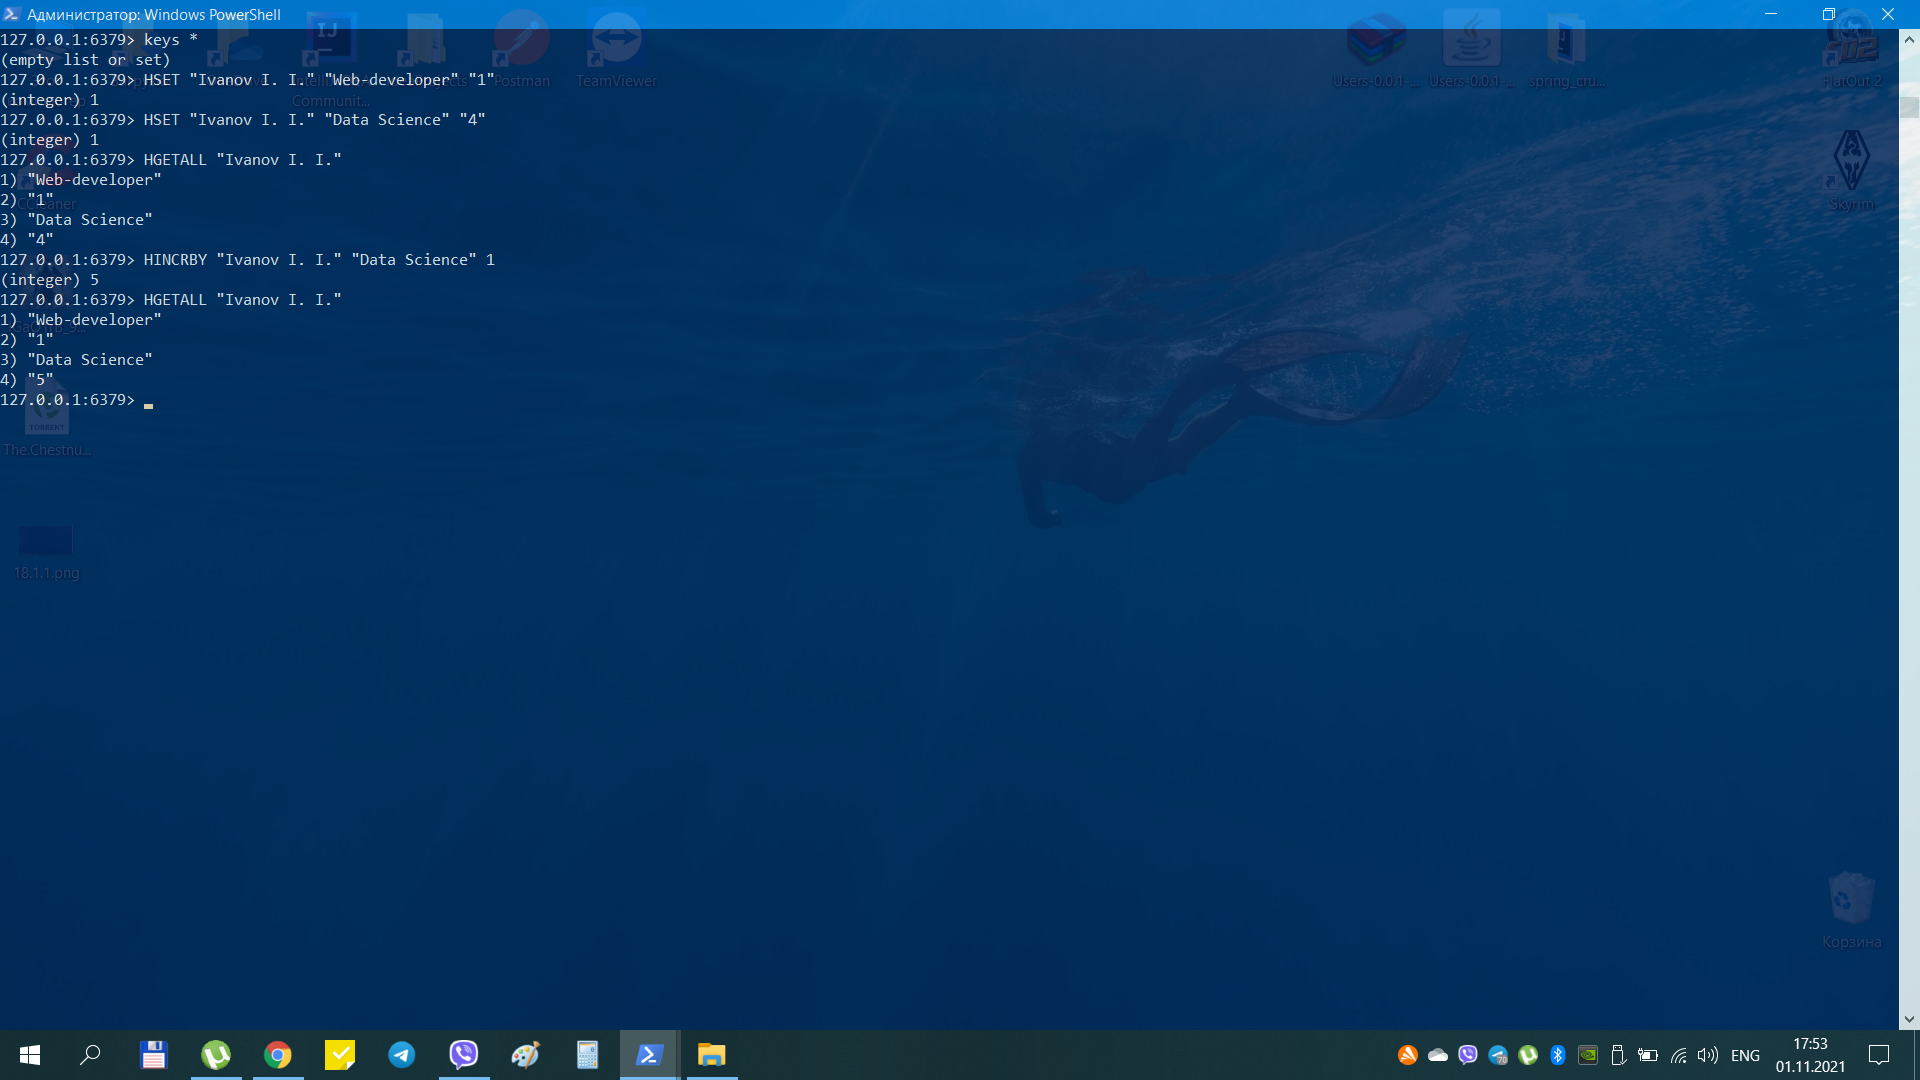 Администратор: Windows PowerShell
127.0.0.1:6379> keys *
(empty list or set)
127.0.0.1:6379> HSET "Ivanov I. I." "Web-developer" "1"
(integer) 1
127.0.0.1:6379> HSET "Ivanov I. I." "Data Science" "4"
(integer) 1
127.0.0.1:6379> HGETALL "Ivanov I. I."
1) "Web-developer"
2) "1"
3) "Data Science"
4) "4"
127.0.0.1:6379> HINCRBY "Ivanov I. I." "Data Science" 1
(integer) 5
127.0.0.1:6379> HGETALL "Ivanov I. I."
1) "Web-developer"
2) "1"
3) "Data Science"
4) "5"
127.0.0.1:6379>
Communit...
Postman
TeamViewer
Users-0.0.1-...
Users-0.0.1-...
spring_cru...
FlatOut 2
CCleaner
Skyrim
TORRENT
The.Chestnu...
18.1.1.png
Корзина
70
ENG
17:53
01.11.2021